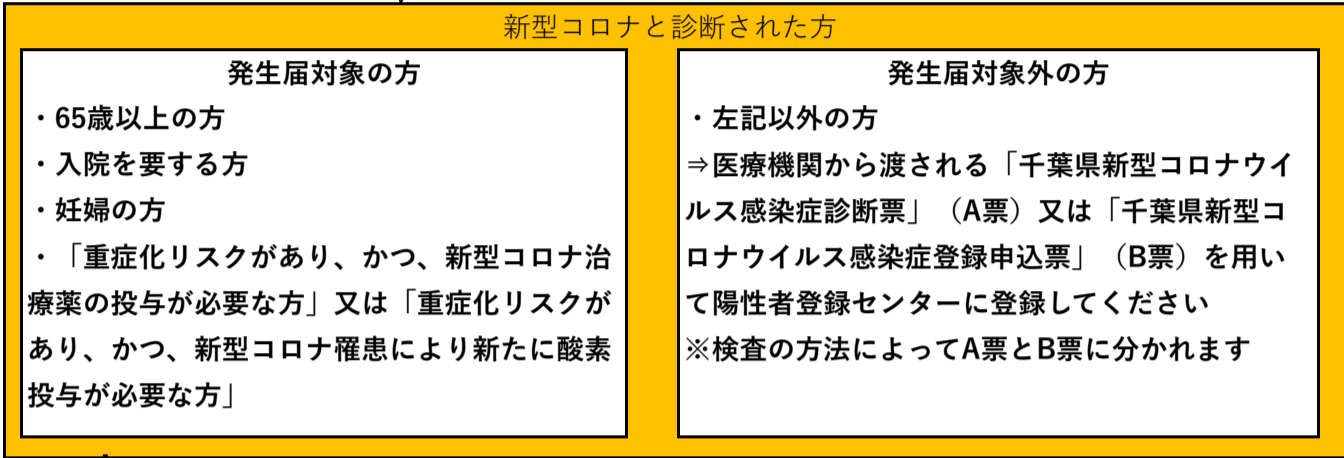 新型コロナと診断された方
発生届対象の方
・65歳以上の方
・入院を要する方
・妊婦の方
・「重症化リスクがあり、かつ、新型コロナ治
療薬の投与が必要な方」又は「重症化リスクが
あり、かつ、新型コロナ罹患により新たに酸素
投与が必要な方」
発生届対象外の方
・左記以外の方
⇒医療機関から渡される「千葉県新型コロナウイ
ルス感染症診断票」（A票）又は「千葉県新型コ
ロナウイルス感染症登録申込票」（B票）を用い
て陽性者登録センターに登録してください
※検査の方法によってA票とB票に分かれます